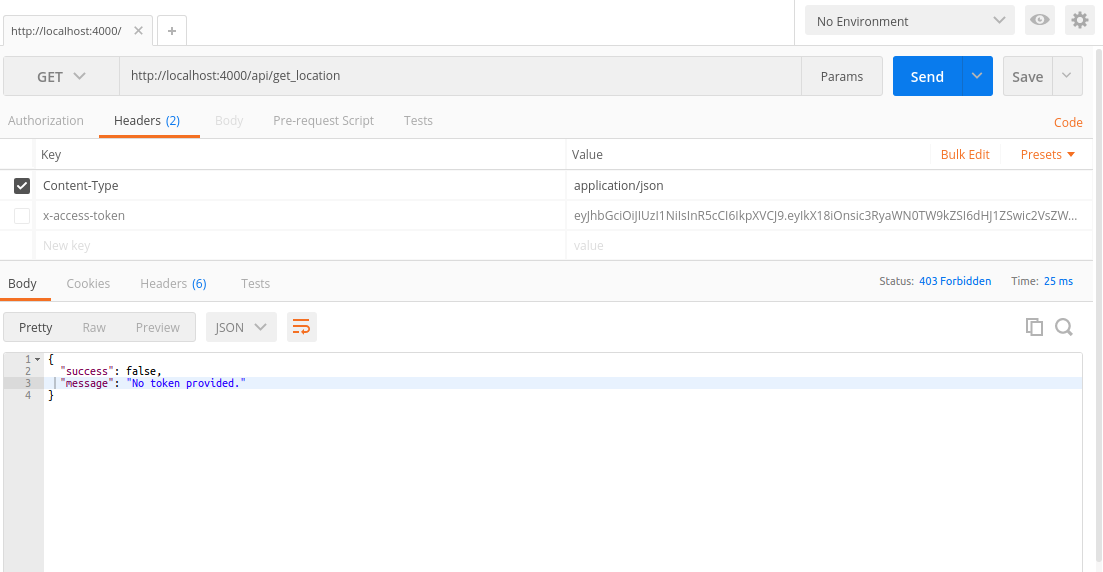 http://localhost:4000/
No Environment
GET http://localhost:4000/api/get_location Params Send Save
Authorization Headers (2) Body Pre-request Script Tests Code
Key Value Bulk Edit Presets
Content-Type application/json
x-access-token eyJhbGciOiJIUzI1NiIsInR5cCI6IkpXVCJ9.eyIkX18iOnsic3RyaWN0TW9kZSI6dHJ1ZSwic2VsZW...
New key value
Body Cookies Headers (6) Tests Status: 403 Forbidden Time: 25 ms
Pretty Raw Preview JSON
1 {
2 "success": false,
3 "message": "No token provided."
4 }